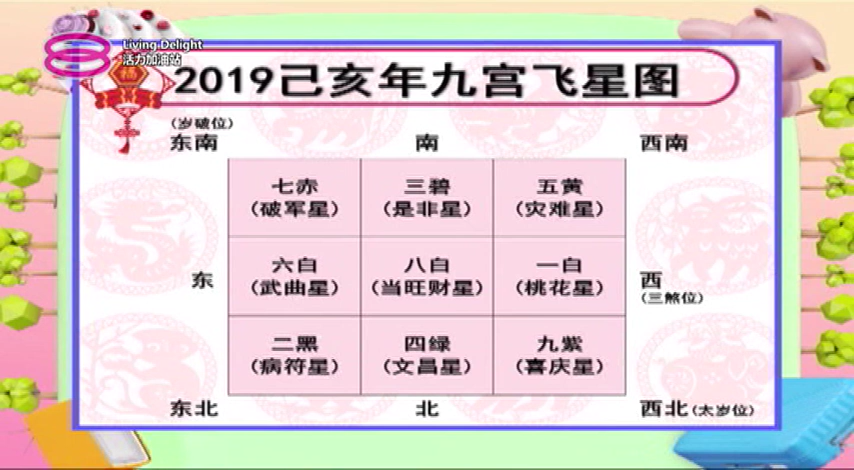 Living Delight
活力加油站
福
2019己亥年九宫飞星图
(岁破位)
东南 南 西南
七赤 三碧 五黄
(破军星) (是非星) (灾难星)
东 六白 八白 一白 西
(武曲星) (当旺财星) (桃花星) (三煞位)
二黑 四绿 九紫
(病符星) (文昌星) (喜庆星)
东北 北 西北(太岁位)